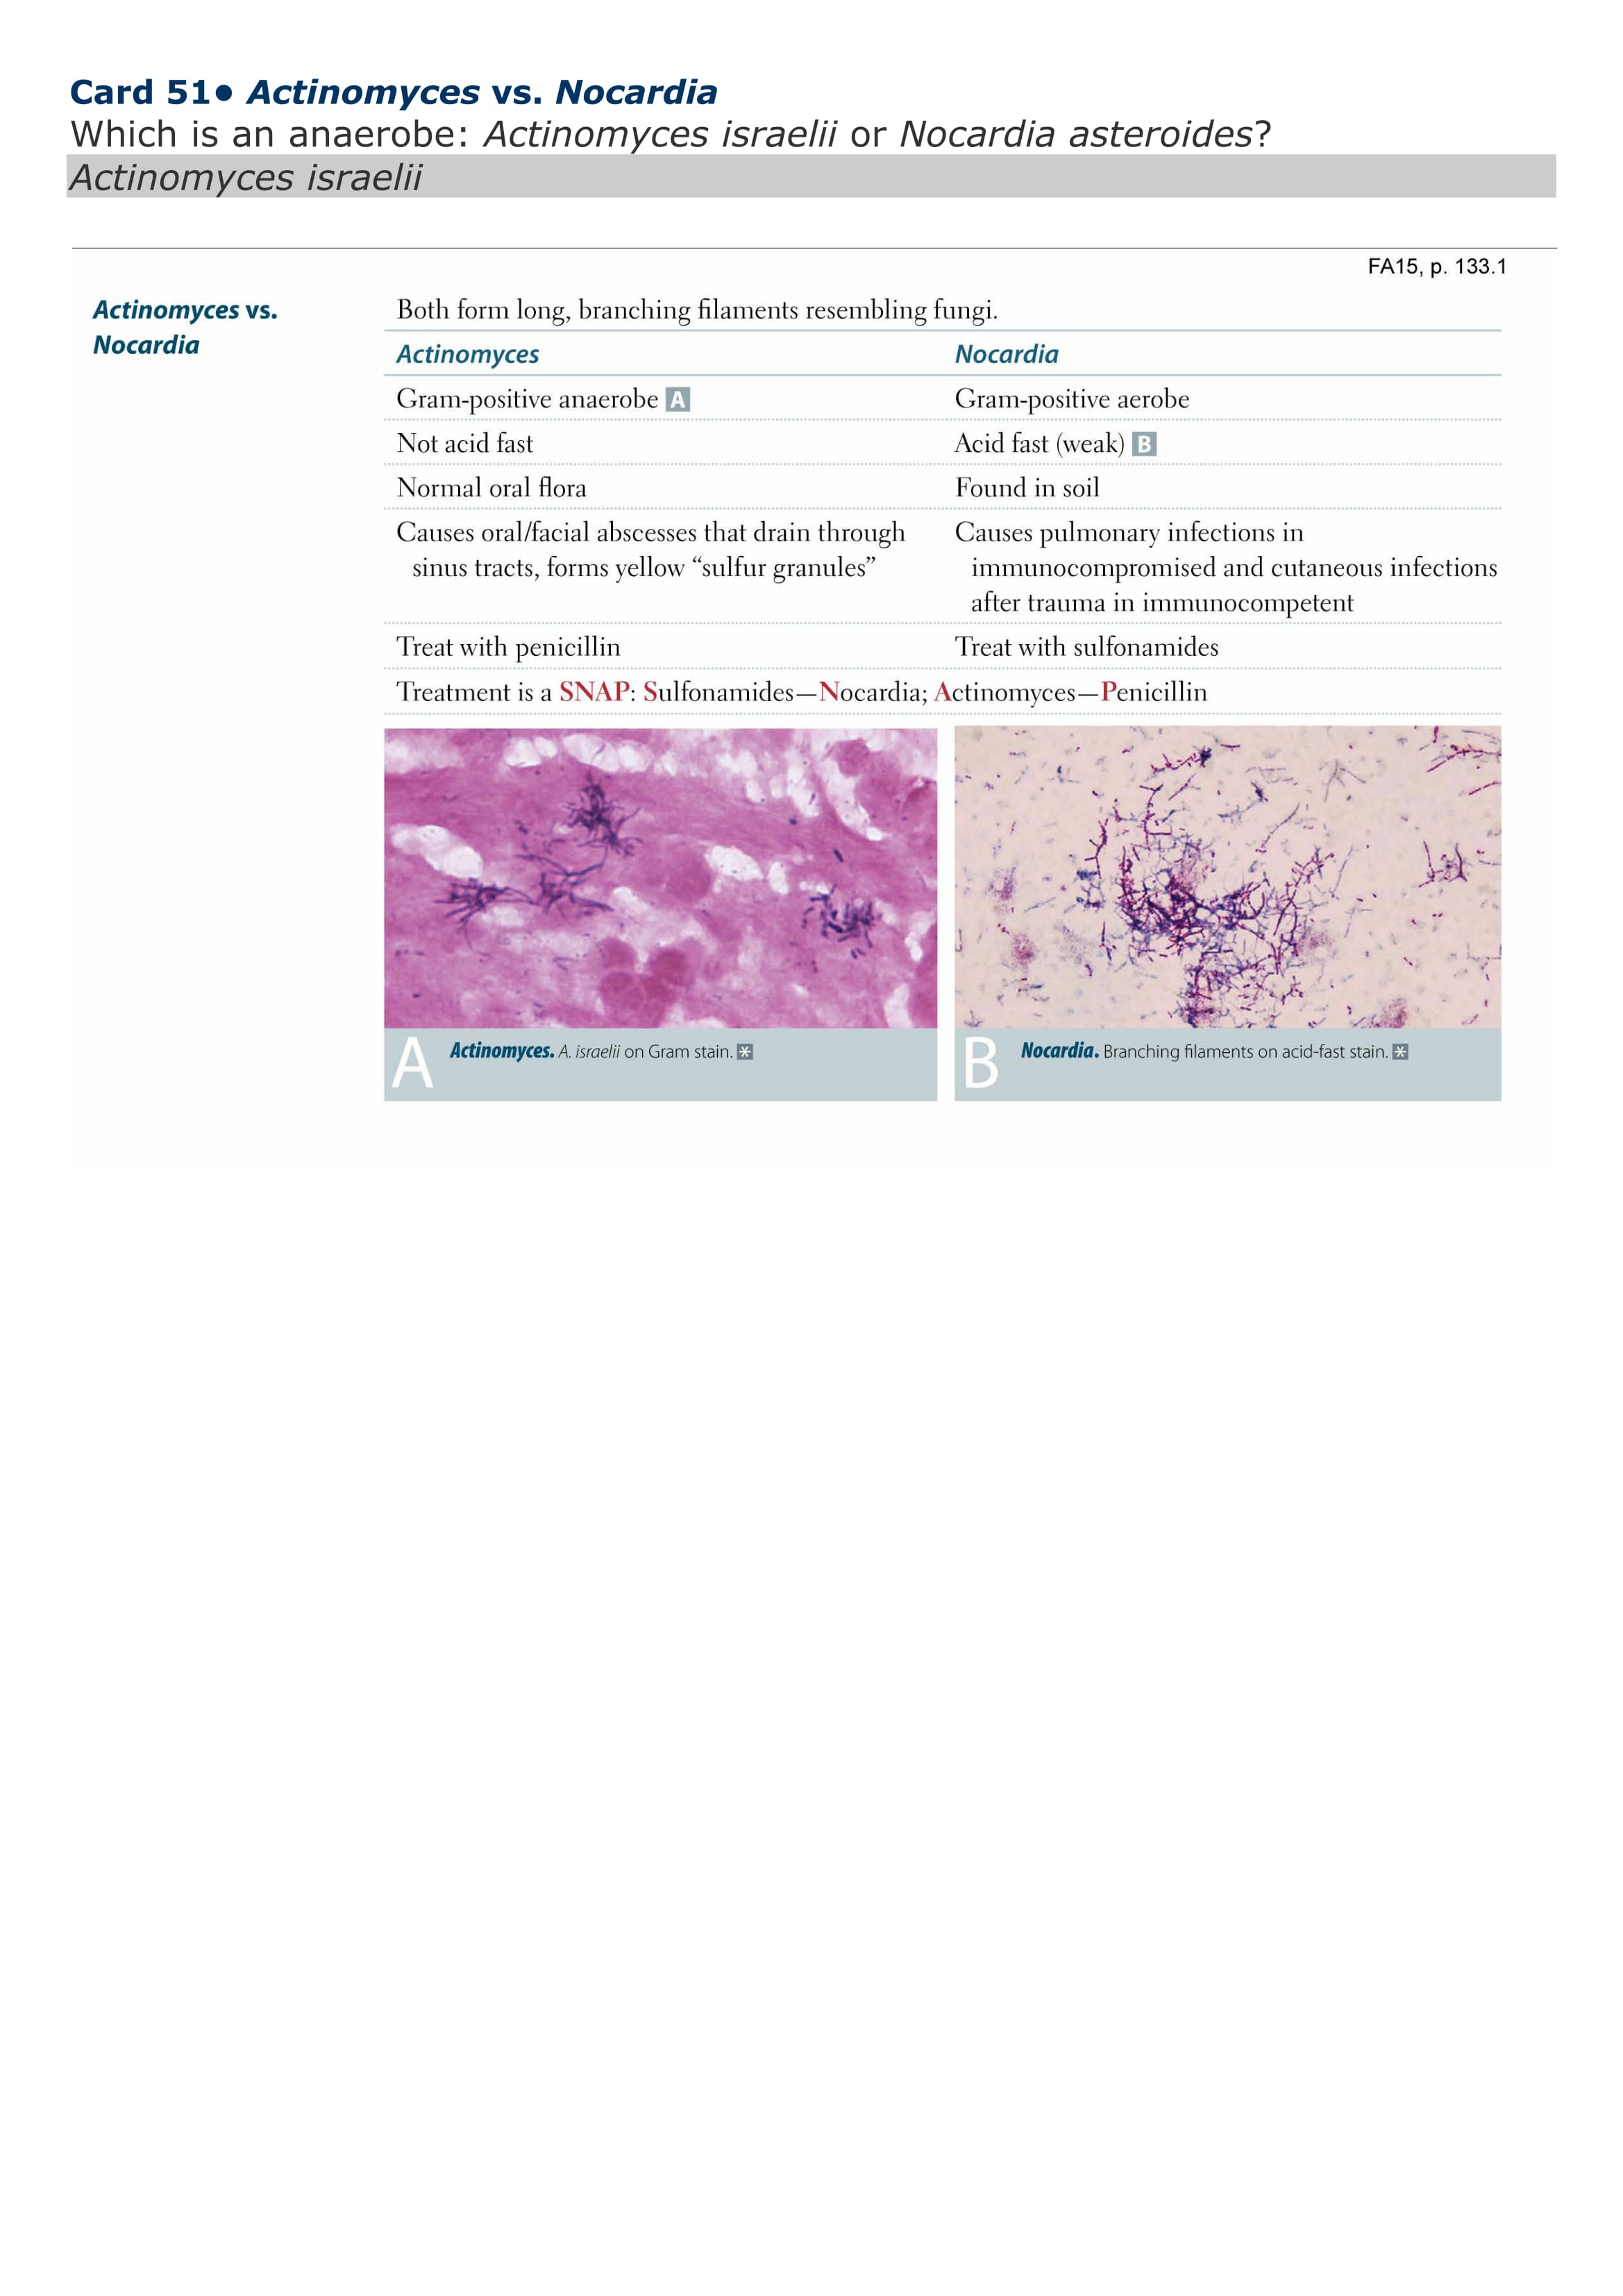 Card 51• Actinomyces vs. Nocardia
Which is an anaerobe: Actinomyces israelii or Nocardia asteroides?
Actinomyces israelii
FA15, p. 133.1
Actinomyces vs.
Nocardia
Both form long, branching filaments resembling fungi.
Actinomyces Nocardia
Gram-positive anaerobe A Gram-positive aerobe
Not acid fast Acid fast (weak) B
Normal oral flora Found in soil
Causes oral/facial abscesses that drain through
sinus tracts, forms yellow “sulfur granules”
Causes pulmonary infections in
immunocompromised and cutaneous infections
after trauma in immunocompetent
Treat with penicillin Treat with sulfonamides
Treatment is a SNAP: Sulfonamides—Nocardia; Actinomyces—Penicillin
A Actinomyces. A. israelii on Gram stain. *
B Nocardia. Branching filaments on acid-fast stain. *